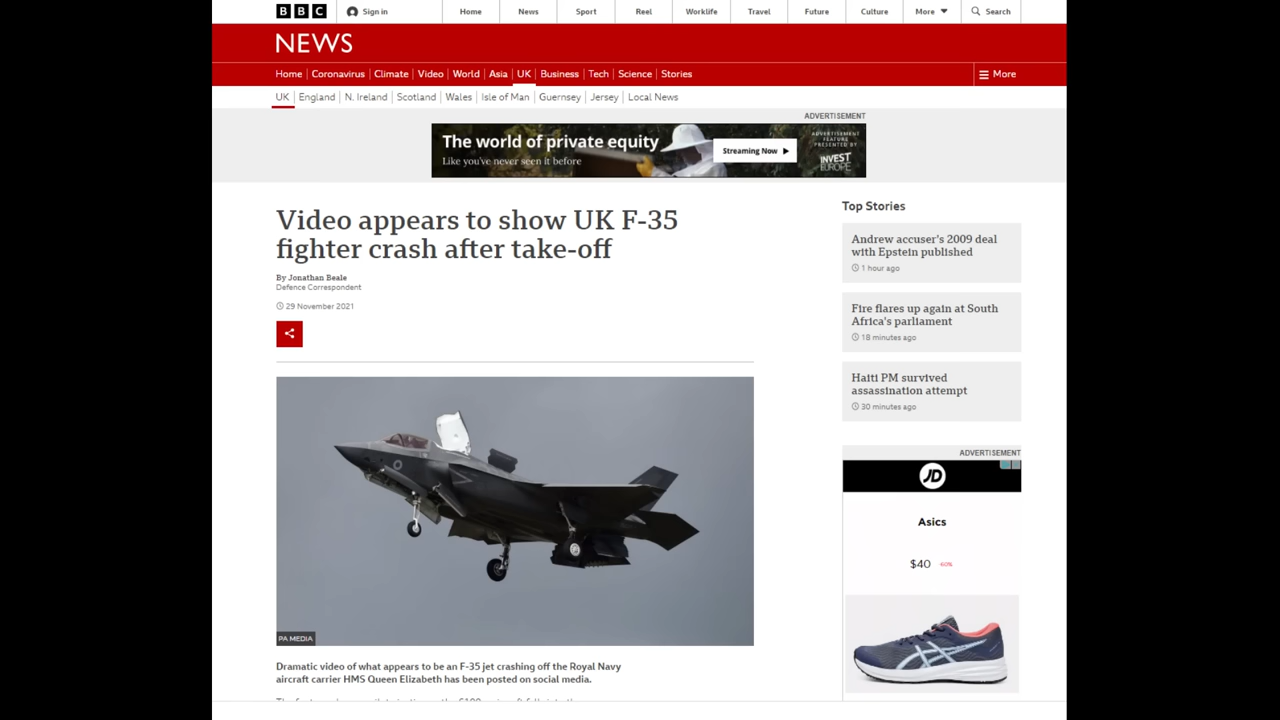 BBC
Sign in
Home
News
Sport
Reel
Worklife
Travel
Future
Culture
More
Search
NEWS
Home
Coronavirus
Climate
Video
World
Asia
UK
Business
Tech
Science
Stories
More
UK
England
N. Ireland
Scotland
Wales
Isle of Man
Guernsey
Jersey
Local News
ADVERTISEMENT
The world of private equity
Like you've never seen it before
Streaming Now
ADVERTISEMENT
FEATURE
PRESENTED BY
INVEST
EUROPE
Video appears to show UK F-35
fighter crash after take-off
By Jonathan Beale
Defence Correspondent
29 November 2021
PA MEDIA
Dramatic video of what appears to be an F-35 jet crashing off the Royal Navy
aircraft carrier HMS Queen Elizabeth has been posted on social media.
Top Stories
Andrew accuser's 2009 deal
with Epstein published
1 hour ago
Fire flares up again at South
Africa's parliament
18 minutes ago
Haiti PM survived
assassination attempt
30 minutes ago
ADVERTISEMENT
JD
Asics
$40 -60%